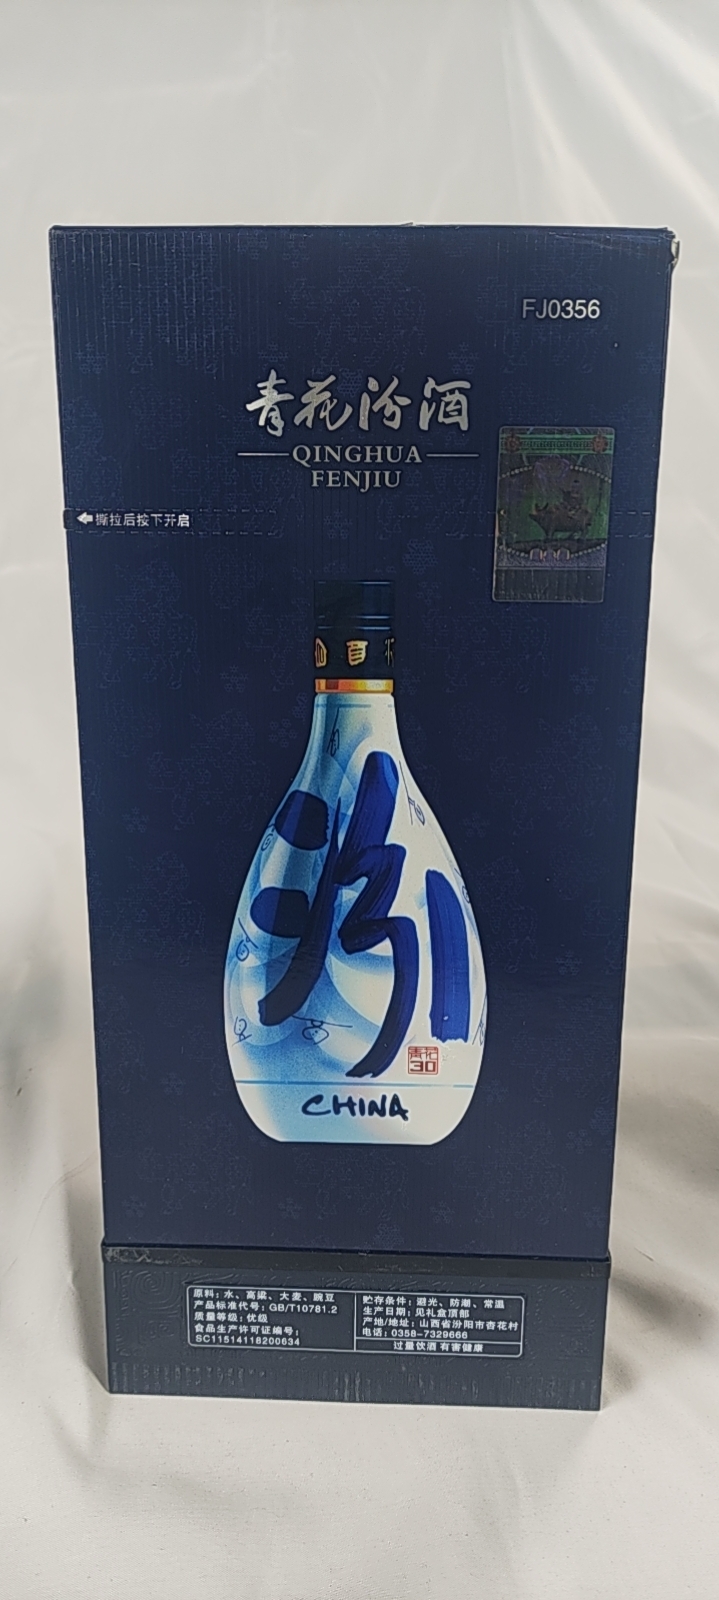 FJ0356
青花汾酒
QINGHUA
FENJIU
撕拉后按下开启
汾
青花
30
CHINA
原料：水、高粱、大麦、豌豆
产品标准代号：GB/T10781.2
质量等级：优级
食品生产许可证编号：
SC11514118200634
贮存条件：避光、防潮、常温
生产日期：见礼盒顶部
产地/地址：山西省汾阳市杏花村
电话：0358-7329666
过量饮酒 有害健康